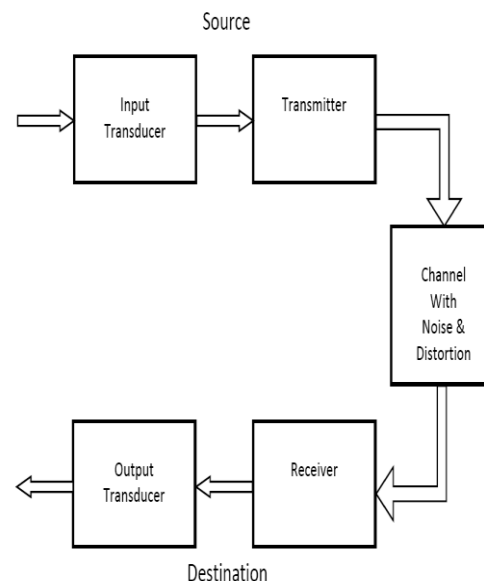 Source
Input
Transducer
Transmitter
Channel
With
Noise &
Distortion
Receiver
Output
Transducer
Destination